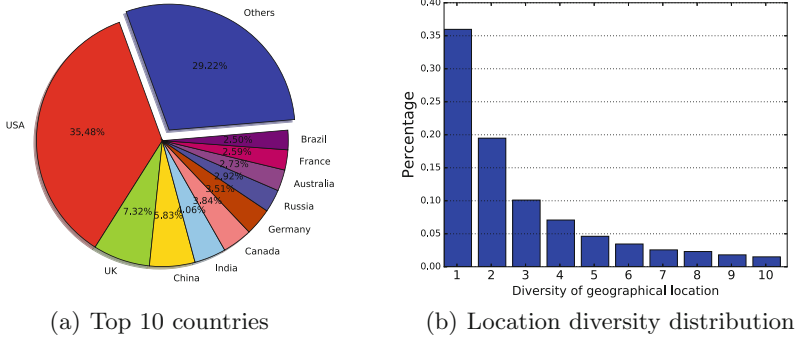 Others
29,22%
USA
35,48%
Brazil
2,50%
France
2,59%
Australia
2,73%
Russia
2,92%
Germany
3,51%
Canada
3,84%
India
4,06%
China
5,83%
UK
7,32%
(a) Top 10 countries
Percentage
0.40
0.35
0.30
0.25
0.20
0.15
0.10
0.05
0.00
1 2 3 4 5 6 7 8 9 10
Diversity of geographical location
(b) Location diversity distribution